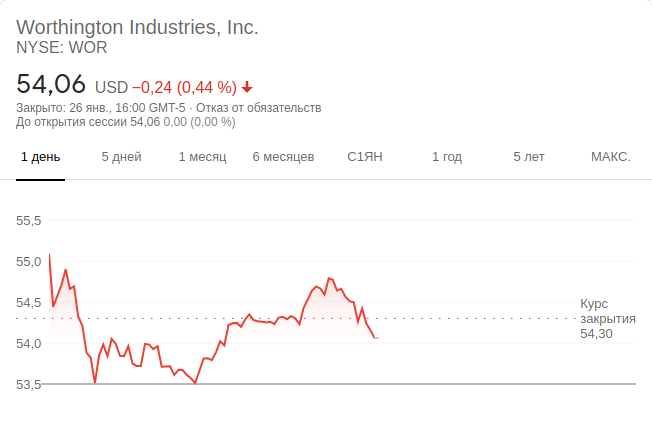 Worthington Industries, Inc.
NYSE: WOR
54,06 USD −0,24 (0,44 %)
Закрыто: 26 янв., 16:00 GMT-5 · Отказ от обязательств
До открытия сессии 54,06 0,00 (0,00 %)
1 день 5 дней 1 месяц 6 месяцев С1ЯН 1 год 5 лет МАКС.
55,5
55,0
54,5
54,0
53,5
Курс
закрытия
54,30